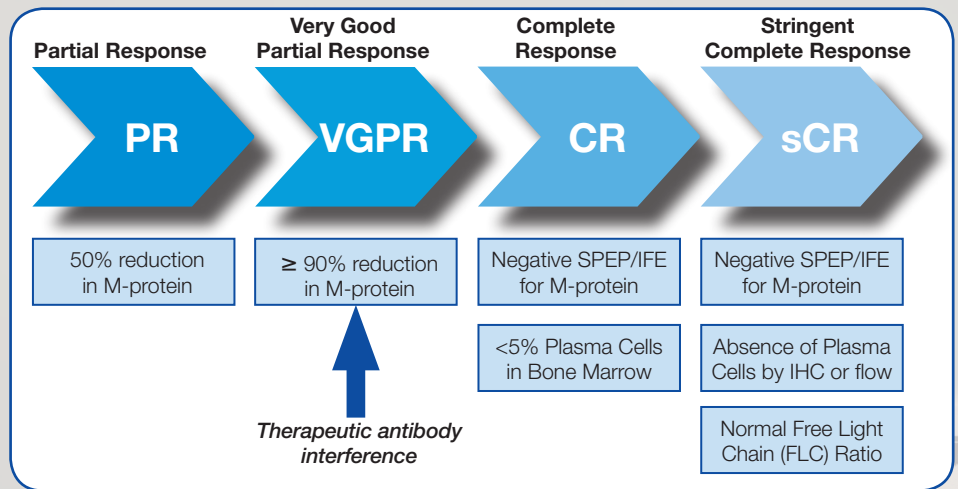 Partial Response
Very Good
Partial Response
Complete
Response
Stringent
Complete Response
PR
VGPR
CR
sCR
50% reduction
in M-protein
≥ 90% reduction
in M-protein
Negative SPEP/IFE
for M-protein
Negative SPEP/IFE
for M-protein
<5% Plasma Cells
in Bone Marrow
Absence of Plasma
Cells by IHC or flow
Therapeutic antibody
interference
Normal Free Light
Chain (FLC) Ratio